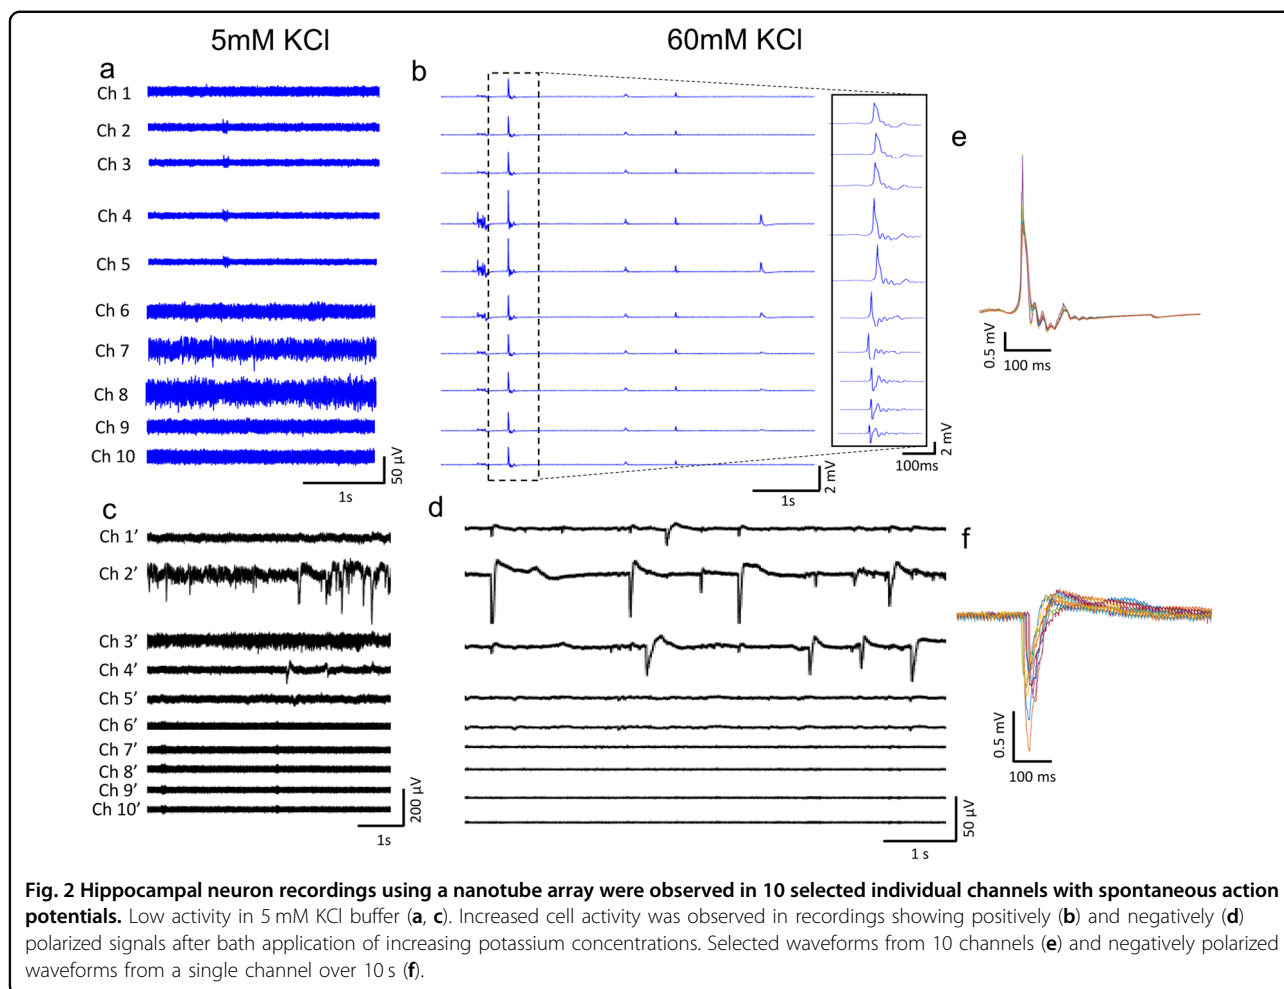 5mM KCl
60mM KCl
a
b
Ch 1
Ch 2
Ch 3
Ch 4
Ch 5
Ch 6
Ch 7
Ch 8
Ch 9
Ch 10
50 µV
1s
2 mV
1s
100ms
2 mV
e
0.5 mV
100 ms
c
d
Ch 1′
Ch 2′
Ch 3′
Ch 4′
Ch 5′
Ch 6′
Ch 7′
Ch 8′
Ch 9′
Ch 10′
200 µV
1s
50 µV
1 s
f
0.5 mV
100 ms
Fig. 2 Hippocampal neuron recordings using a nanotube array were observed in 10 selected individual channels with spontaneous action
potentials. Low activity in 5 mM KCl buffer (a, c). Increased cell activity was observed in recordings showing positively (b) and negatively (d)
polarized signals after bath application of increasing potassium concentrations. Selected waveforms from 10 channels (e) and negatively polarized
waveforms from a single channel over 10 s (f).